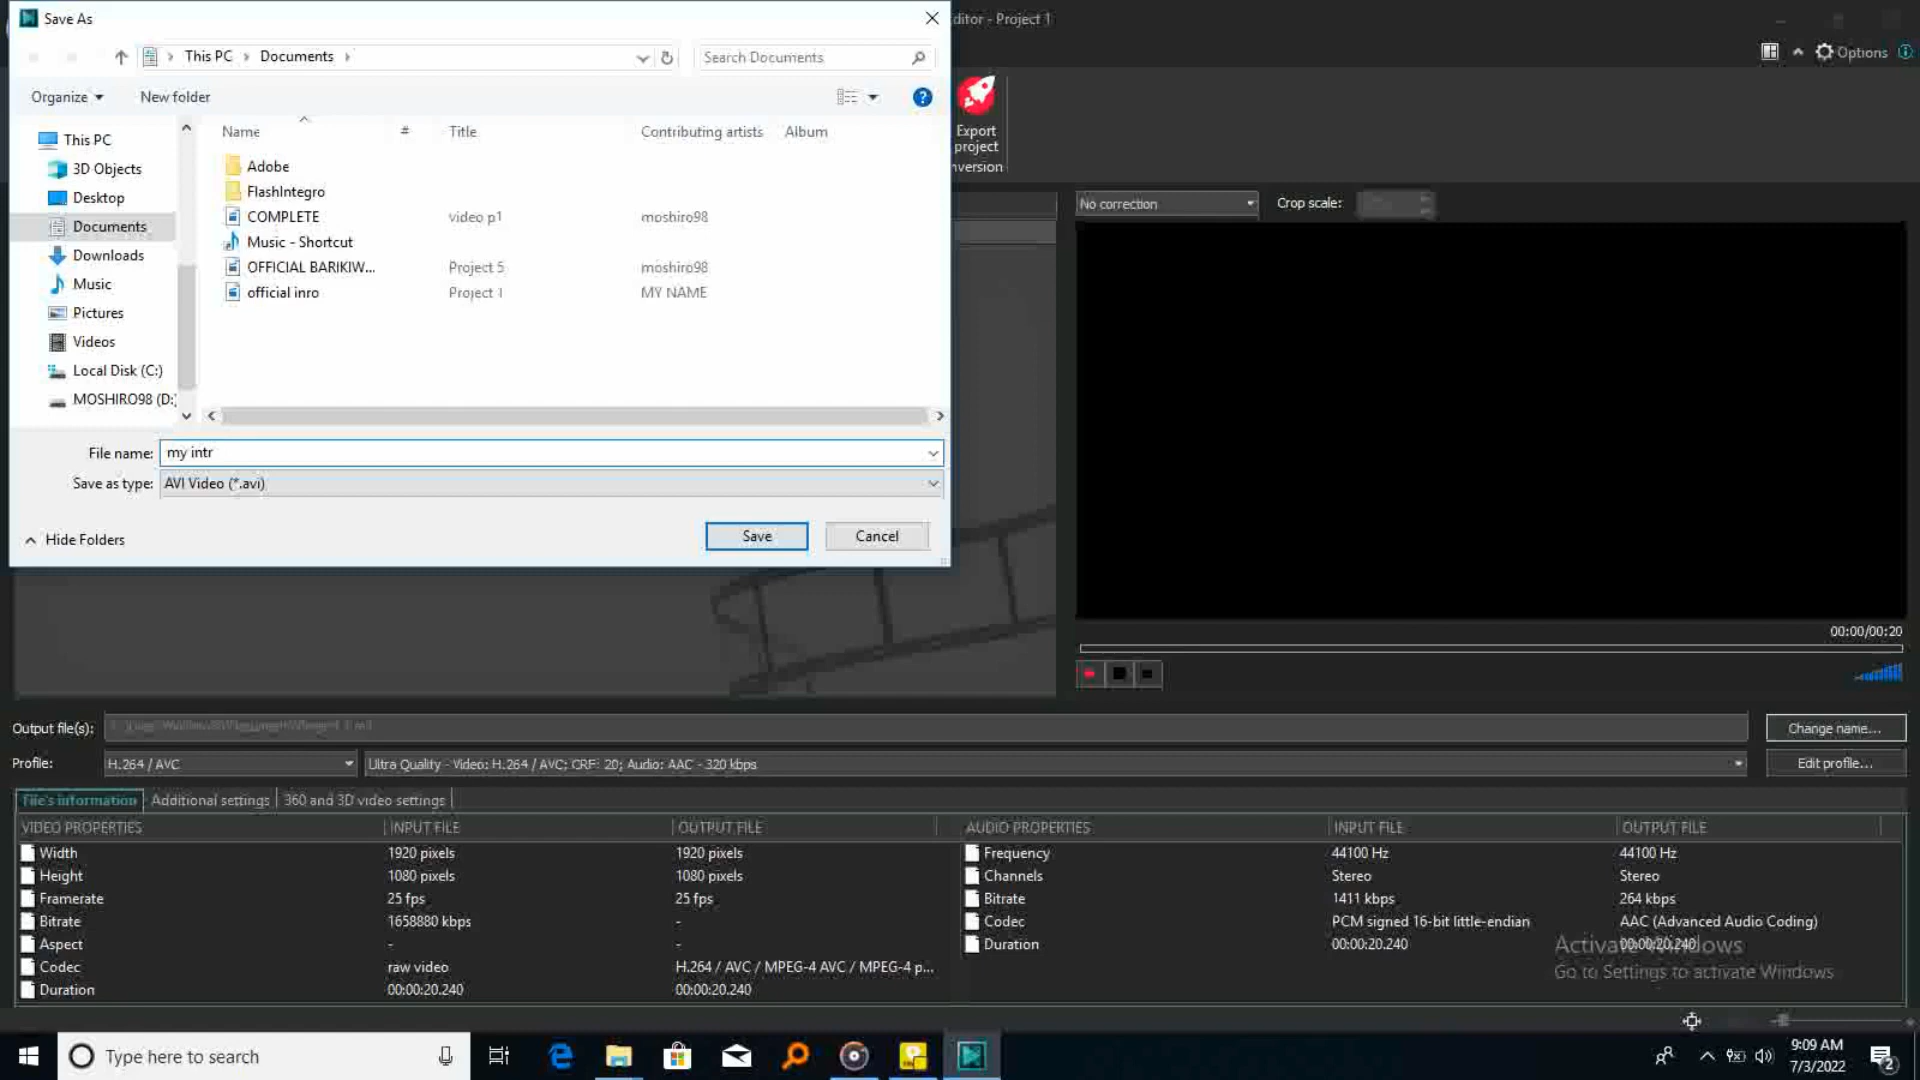 Save As
ditor - Project 1
This PC
Documents
Search Documents
Options
Organize
New folder
Export
project
nversion
This PC
3D Objects
Desktop
Documents
Downloads
Music
Pictures
Videos
Local Disk (C:)
MOSHIRO98 (D:)
Name # Title Contributing artists Album
Adobe
FlashIntegro
COMPLETE video p1 moshiro98
Music - Shortcut
OFFICIAL BARIKIW... Project 5 moshiro98
official inro Project 1 MY NAME
No correction
Crop scale:
File name: my intr
Save as type: AVI Video (*.avi)
Hide Folders
Save
Cancel
00:00/00:20
Output file(s):
Change name...
Profile: H.264 / AVC Ultra Quality - Video: H.264 / AVC; CRF: 20; Audio: AAC - 320 kbps
Edit profile...
File's information Additional settings 360 and 3D video settings
VIDEO PROPERTIES INPUT FILE OUTPUT FILE AUDIO PROPERTIES INPUT FILE OUTPUT FILE
Width 1920 pixels 1920 pixels Frequency 44100 Hz 44100 Hz
Height 1080 pixels 1080 pixels Channels Stereo Stereo
Framerate 25 fps 25 fps Bitrate 1411 kbps 264 kbps
Bitrate 1658880 kbps - Codec PCM signed 16-bit little-endian AAC (Advanced Audio Coding)
Aspect - - Duration 00:00:20.240 00:00:20.240
Codec raw video H.264 / AVC / MPEG-4 AVC / MPEG-4 p...
Duration 00:00:20.240 00:00:20.240
Activate Windows
Go to Settings to activate Windows
Type here to search
9:09 AM
7/3/2022
2